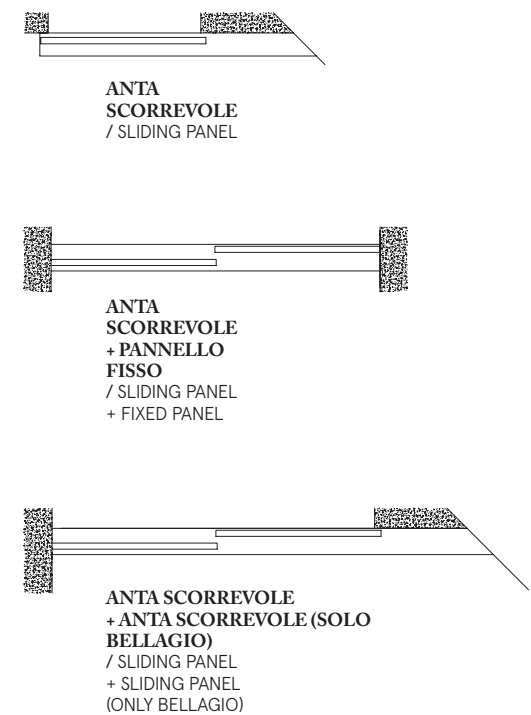 ANTA
SCORREVOLE
/ SLIDING PANEL
ANTA
SCORREVOLE
+ PANNELLO
FISSO
/ SLIDING PANEL
+ FIXED PANEL
ANTA SCORREVOLE
+ ANTA SCORREVOLE (SOLO
BELLAGIO)
/ SLIDING PANEL
+ SLIDING PANEL
(ONLY BELLAGIO)